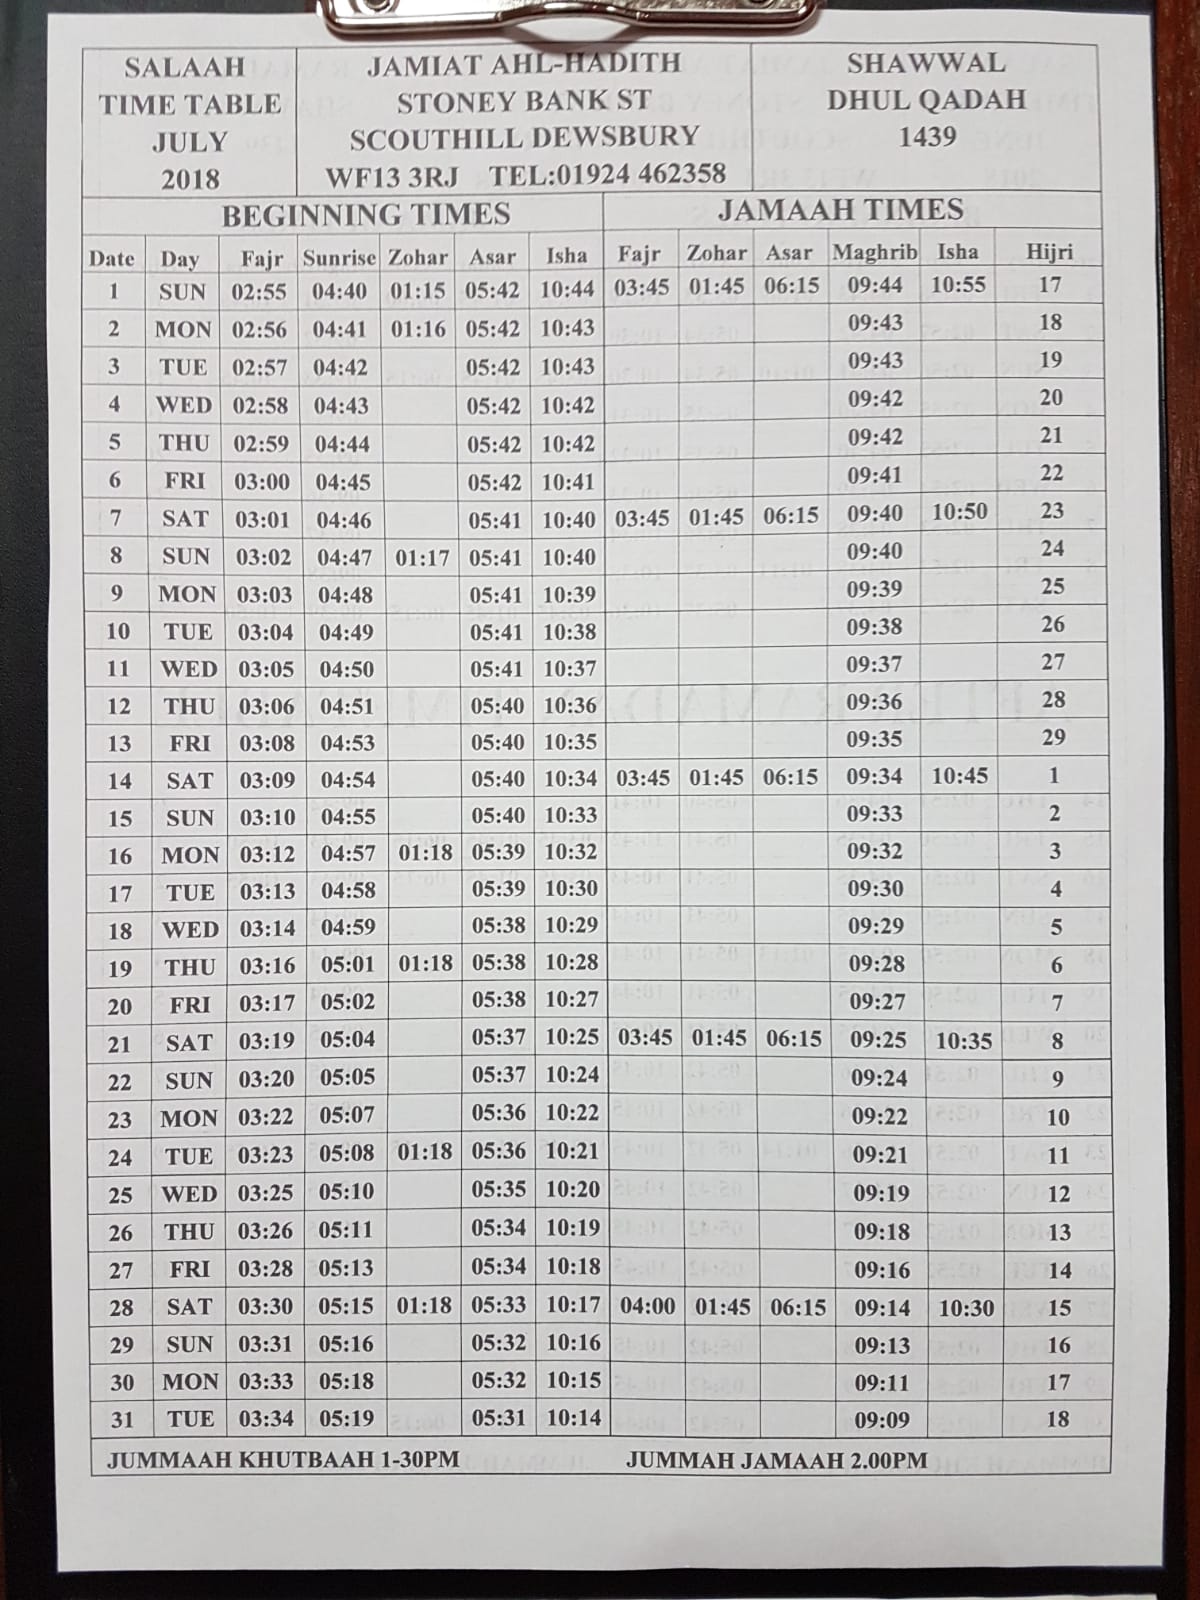 SALAAH
TIME TABLE
JULY
2018
JAMIAT AHL-HADITH
STONEY BANK ST
SCOUTHILL DEWSBURY
WF13 3RJ TEL:01924 462358
SHAWWAL
DHUL QADAH
1439
BEGINNING TIMES JAMAAH TIMES
Date Day Fajr Sunrise Zohar Asar Isha Fajr Zohar Asar Maghrib Isha Hijri
1 SUN 02:55 04:40 01:15 05:42 10:44 03:45 01:45 06:15 09:44 10:55 17
2 MON 02:56 04:41 01:16 05:42 10:43 09:43 18
3 TUE 02:57 04:42 05:42 10:43 09:43 19
4 WED 02:58 04:43 05:42 10:42 09:42 20
5 THU 02:59 04:44 05:42 10:42 09:42 21
6 FRI 03:00 04:45 05:42 10:41 09:41 22
7 SAT 03:01 04:46 05:41 10:40 03:45 01:45 06:15 09:40 10:50 23
8 SUN 03:02 04:47 01:17 05:41 10:40 09:40 24
9 MON 03:03 04:48 05:41 10:39 09:39 25
10 TUE 03:04 04:49 05:41 10:38 09:38 26
11 WED 03:05 04:50 05:41 10:37 09:37 27
12 THU 03:06 04:51 05:40 10:36 09:36 28
13 FRI 03:08 04:53 05:40 10:35 09:35 29
14 SAT 03:09 04:54 05:40 10:34 03:45 01:45 06:15 09:34 10:45 1
15 SUN 03:10 04:55 05:40 10:33 09:33 2
16 MON 03:12 04:57 01:18 05:39 10:32 09:32 3
17 TUE 03:13 04:58 05:39 10:30 09:30 4
18 WED 03:14 04:59 05:38 10:29 09:29 5
19 THU 03:16 05:01 01:18 05:38 10:28 09:28 6
20 FRI 03:17 05:02 05:38 10:27 09:27 7
21 SAT 03:19 05:04 05:37 10:25 03:45 01:45 06:15 09:25 10:35 8
22 SUN 03:20 05:05 05:37 10:24 09:24 9
23 MON 03:22 05:07 05:36 10:22 09:22 10
24 TUE 03:23 05:08 01:18 05:36 10:21 09:21 11
25 WED 03:25 05:10 05:35 10:20 09:19 12
26 THU 03:26 05:11 05:34 10:19 09:18 13
27 FRI 03:28 05:13 05:34 10:18 09:16 14
28 SAT 03:30 05:15 01:18 05:33 10:17 04:00 01:45 06:15 09:14 10:30 15
29 SUN 03:31 05:16 05:32 10:16 09:13 16
30 MON 03:33 05:18 05:32 10:15 09:11 17
31 TUE 03:34 05:19 05:31 10:14 09:09 18
JUMMAAH KHUTBAAH 1-30PM JUMMAH JAMAAH 2.00PM